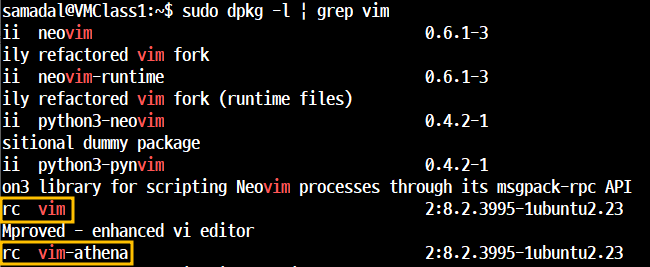 samadal@VMClass1:~$ sudo dpkg -l ¦ grep vim
ii  neovim                                        0.6.1-3
ily refactored vim fork
ii  neovim-runtime                                0.6.1-3
ily refactored vim fork (runtime files)
ii  python3-neovim                                0.4.2-1
sitional dummy package
ii  python3-pynvim                                0.4.2-1
on3 library for scripting Neovim processes through its msgpack-rpc API
rc  vim                                           2:8.2.3995-1ubuntu2.23
Mproved - enhanced vi editor
rc  vim-athena                                    2:8.2.3995-1ubuntu2.23